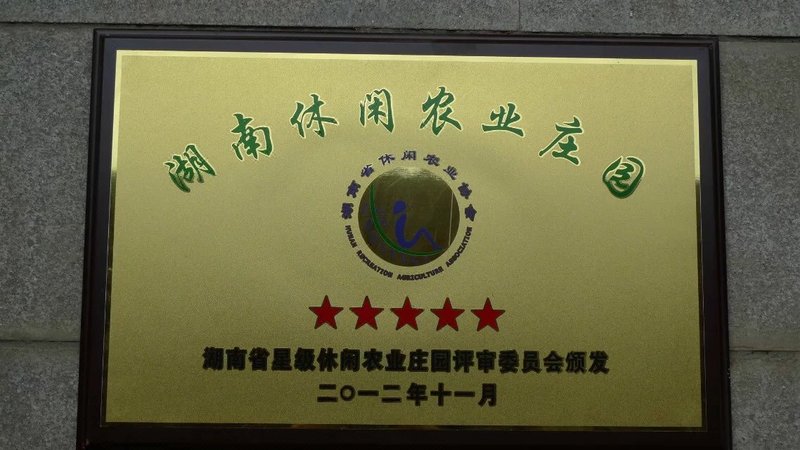 湖南休闲农业庄园
湖南省休闲农业协会
HUNAN RECREATION AGRICULTURE ASSOCIATION
湖南省星级休闲农业庄园评审委员会颁发
二〇一二年十一月